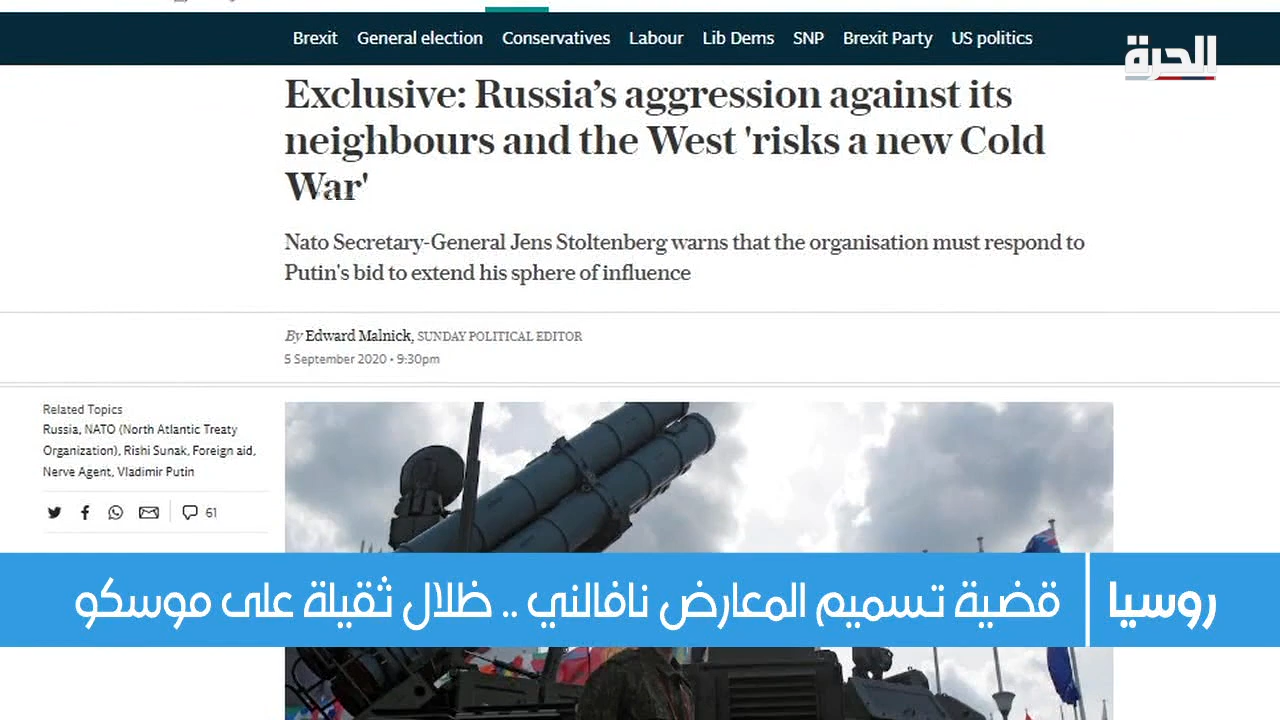 Brexit General election Conservatives Labour Lib Dems SNP Brexit Party US politics
الحرة
Exclusive: Russia’s aggression against its
neighbours and the West 'risks a new Cold
War'
Nato Secretary-General Jens Stoltenberg warns that the organisation must respond to
Putin's bid to extend his sphere of influence
By Edward Malnick, SUNDAY POLITICAL EDITOR
5 September 2020 • 9:30pm
Related Topics
Russia, NATO (North Atlantic Treaty
Organization), Rishi Sunak, Foreign aid,
Nerve Agent, Vladimir Putin
61
روسيا قضية تسميم المعارض نافالني .. ظلال ثقيلة على موسكو